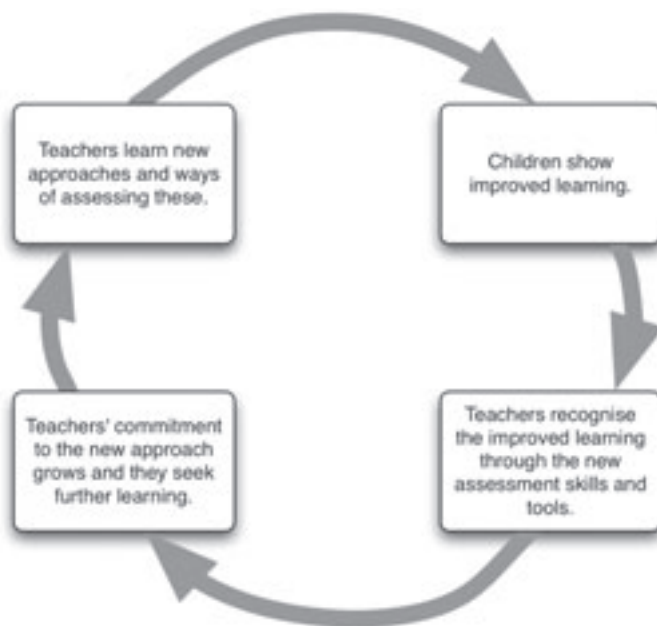 Teachers learn new
approaches and ways
of assessing these.
Children show
improved learning.
Teachers recognise
the improved learning
through the new
assessment skills and
tools.
Teachers' commitment
to the new approach
grows and they seek
further learning.